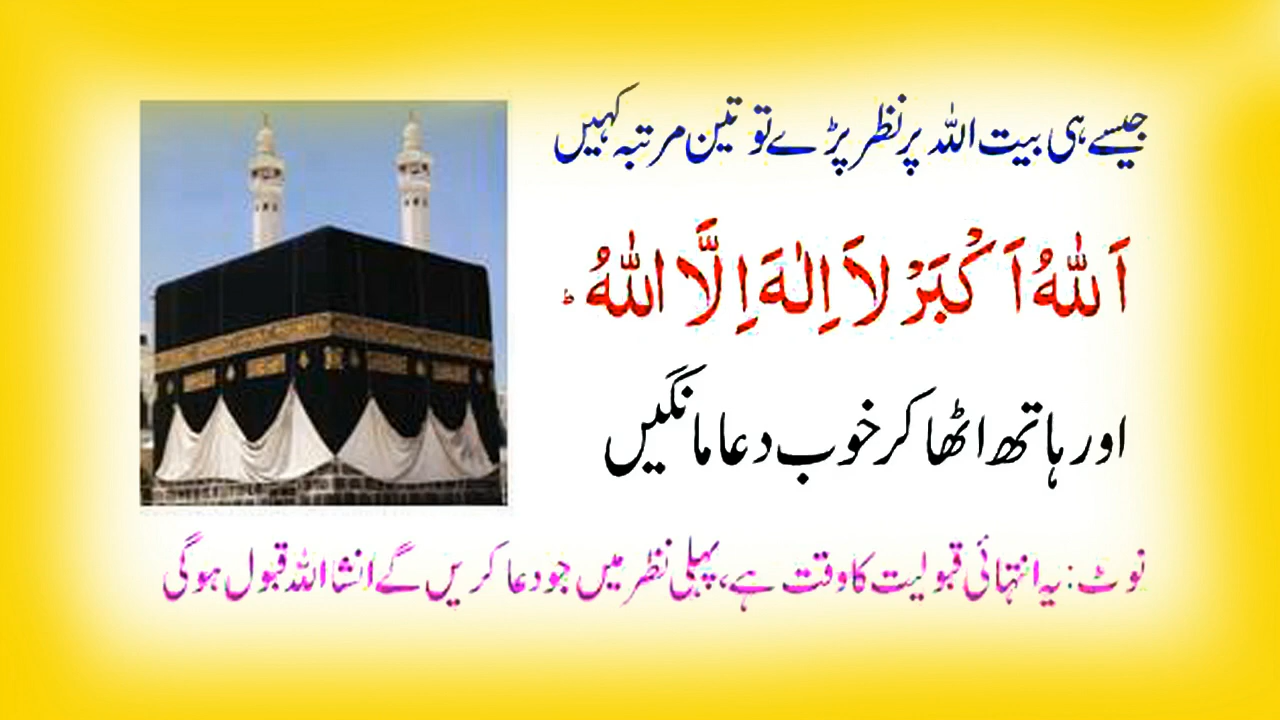 جیسے ہی بیت اللہ پر نظر پڑے تو تین مرتبہ کہیں
اَللّٰهُ اَكْبَرْ لاَ اِلٰهَ اِلَّا اللّٰهُ ؕ
اور ہاتھ اٹھا کر خوب دعا مانگیں
نوٹ: یہ انتہائی قبولیت کا وقت ہے، پہلی نظر میں جو دعا کریں گے انشا اللہ قبول ہوگی